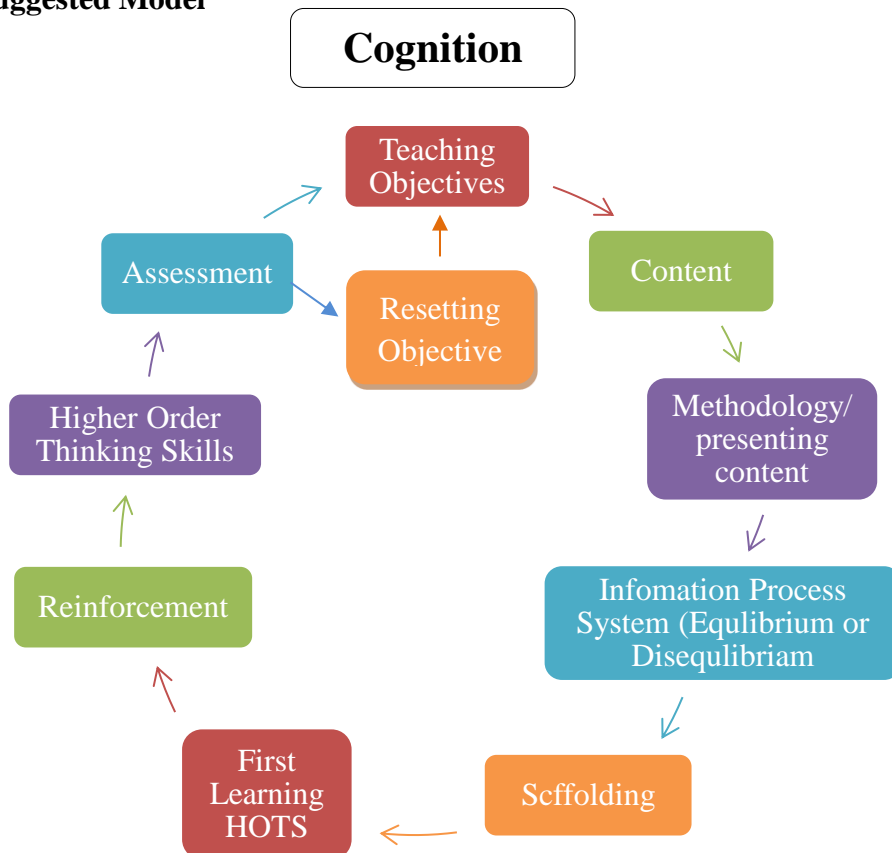 uggested Model
Cognition
Teaching
Objectives
Content
Methodology/
presenting
content
Infomation Process
System (Equlibrium or
Disequlibriam
Scffolding
First
Learning
HOTS
Reinforcement
Higher Order
Thinking Skills
Assessment
Resetting
Objective